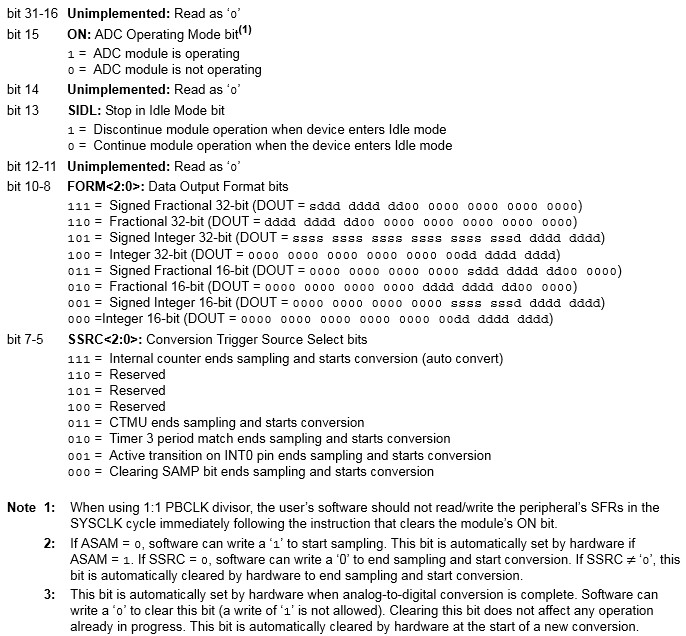 bit 31-16 Unimplemented: Read as ‘0’
bit 15 ON: ADC Operating Mode bit(1)
1 = ADC module is operating
0 = ADC module is not operating
bit 14 Unimplemented: Read as ‘0’
bit 13 SIDL: Stop in Idle Mode bit
1 = Discontinue module operation when device enters Idle mode
0 = Continue module operation when the device enters Idle mode
bit 12-11 Unimplemented: Read as ‘0’
bit 10-8 FORM<2:0>: Data Output Format bits
111 = Signed Fractional 32-bit (DOUT = sddd dddd dd00 0000 0000 0000 0000)
110 = Fractional 32-bit (DOUT = dddd dddd dd00 0000 0000 0000 0000 0000)
101 = Signed Integer 32-bit (DOUT = ssss ssss ssss ssss ssss sssd dddd dddd)
100 = Integer 32-bit (DOUT = 0000 0000 0000 0000 0000 00dd dddd dddd)
011 = Signed Fractional 16-bit (DOUT = 0000 0000 0000 0000 sddd dddd dd00 0000)
010 = Fractional 16-bit (DOUT = 0000 0000 0000 0000 dddd dddd dd00 0000)
001 = Signed Integer 16-bit (DOUT = 0000 0000 0000 0000 ssss sssd dddd dddd)
000 =Integer 16-bit (DOUT = 0000 0000 0000 0000 0000 00dd dddd dddd)
bit 7-5 SSRC<2:0>: Conversion Trigger Source Select bits
111 = Internal counter ends sampling and starts conversion (auto convert)
110 = Reserved
101 = Reserved
100 = Reserved
011 = CTMU ends sampling and starts conversion
010 = Timer 3 period match ends sampling and starts conversion
001 = Active transition on INT0 pin ends sampling and starts conversion
000 = Clearing SAMP bit ends sampling and starts conversion
Note 1: When using 1:1 PBCLK divisor, the user’s software should not read/write the peripheral’s SFRs in the
SYSCLK cycle immediately following the instruction that clears the module’s ON bit.
2: If ASAM = 0, software can write a ‘1’ to start sampling. This bit is automatically set by hardware if
ASAM = 1. If SSRC = 0, software can write a ‘0’ to end sampling and start conversion. If SSRC ≠ ‘0’, this
bit is automatically cleared by hardware to end sampling and start conversion.
3: This bit is automatically set by hardware when analog-to-digital conversion is complete. Software can
write a ‘0’ to clear this bit (a write of ‘1’ is not allowed). Clearing this bit does not affect any operation
already in progress. This bit is automatically cleared by hardware at the start of a new conversion.